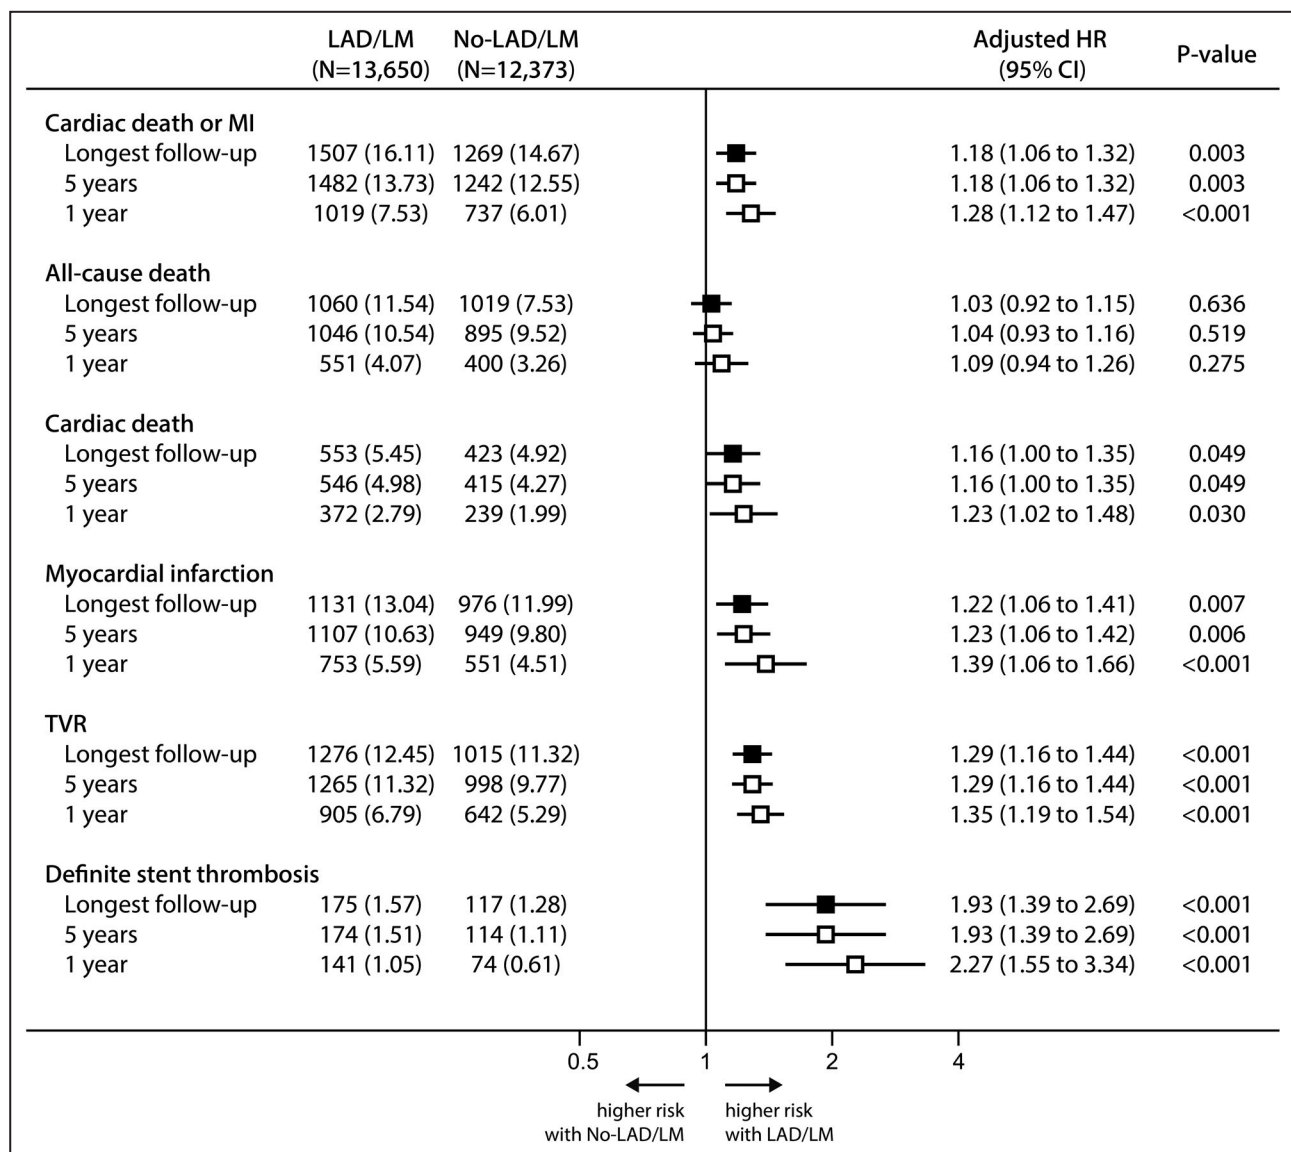 LAD/LM No-LAD/LM Adjusted HR P-value
(N=13,650) (N=12,373) (95% CI)
Cardiac death or MI
Longest follow-up 1507 (16.11) 1269 (14.67) 1.18 (1.06 to 1.32) 0.003
5 years 1482 (13.73) 1242 (12.55) 1.18 (1.06 to 1.32) 0.003
1 year 1019 (7.53) 737 (6.01) 1.28 (1.12 to 1.47) <0.001
All-cause death
Longest follow-up 1060 (11.54) 1019 (7.53) 1.03 (0.92 to 1.15) 0.636
5 years 1046 (10.54) 895 (9.52) 1.04 (0.93 to 1.16) 0.519
1 year 551 (4.07) 400 (3.26) 1.09 (0.94 to 1.26) 0.275
Cardiac death
Longest follow-up 553 (5.45) 423 (4.92) 1.16 (1.00 to 1.35) 0.049
5 years 546 (4.98) 415 (4.27) 1.16 (1.00 to 1.35) 0.049
1 year 372 (2.79) 239 (1.99) 1.23 (1.02 to 1.48) 0.030
Myocardial infarction
Longest follow-up 1131 (13.04) 976 (11.99) 1.22 (1.06 to 1.41) 0.007
5 years 1107 (10.63) 949 (9.80) 1.23 (1.06 to 1.42) 0.006
1 year 753 (5.59) 551 (4.51) 1.39 (1.06 to 1.66) <0.001
TVR
Longest follow-up 1276 (12.45) 1015 (11.32) 1.29 (1.16 to 1.44) <0.001
5 years 1265 (11.32) 998 (9.77) 1.29 (1.16 to 1.44) <0.001
1 year 905 (6.79) 642 (5.29) 1.35 (1.19 to 1.54) <0.001
Definite stent thrombosis
Longest follow-up 175 (1.57) 117 (1.28) 1.93 (1.39 to 2.69) <0.001
5 years 174 (1.51) 114 (1.11) 1.93 (1.39 to 2.69) <0.001
1 year 141 (1.05) 74 (0.61) 2.27 (1.55 to 3.34) <0.001
0.5 1 2 4
higher risk higher risk
with No-LAD/LM with LAD/LM